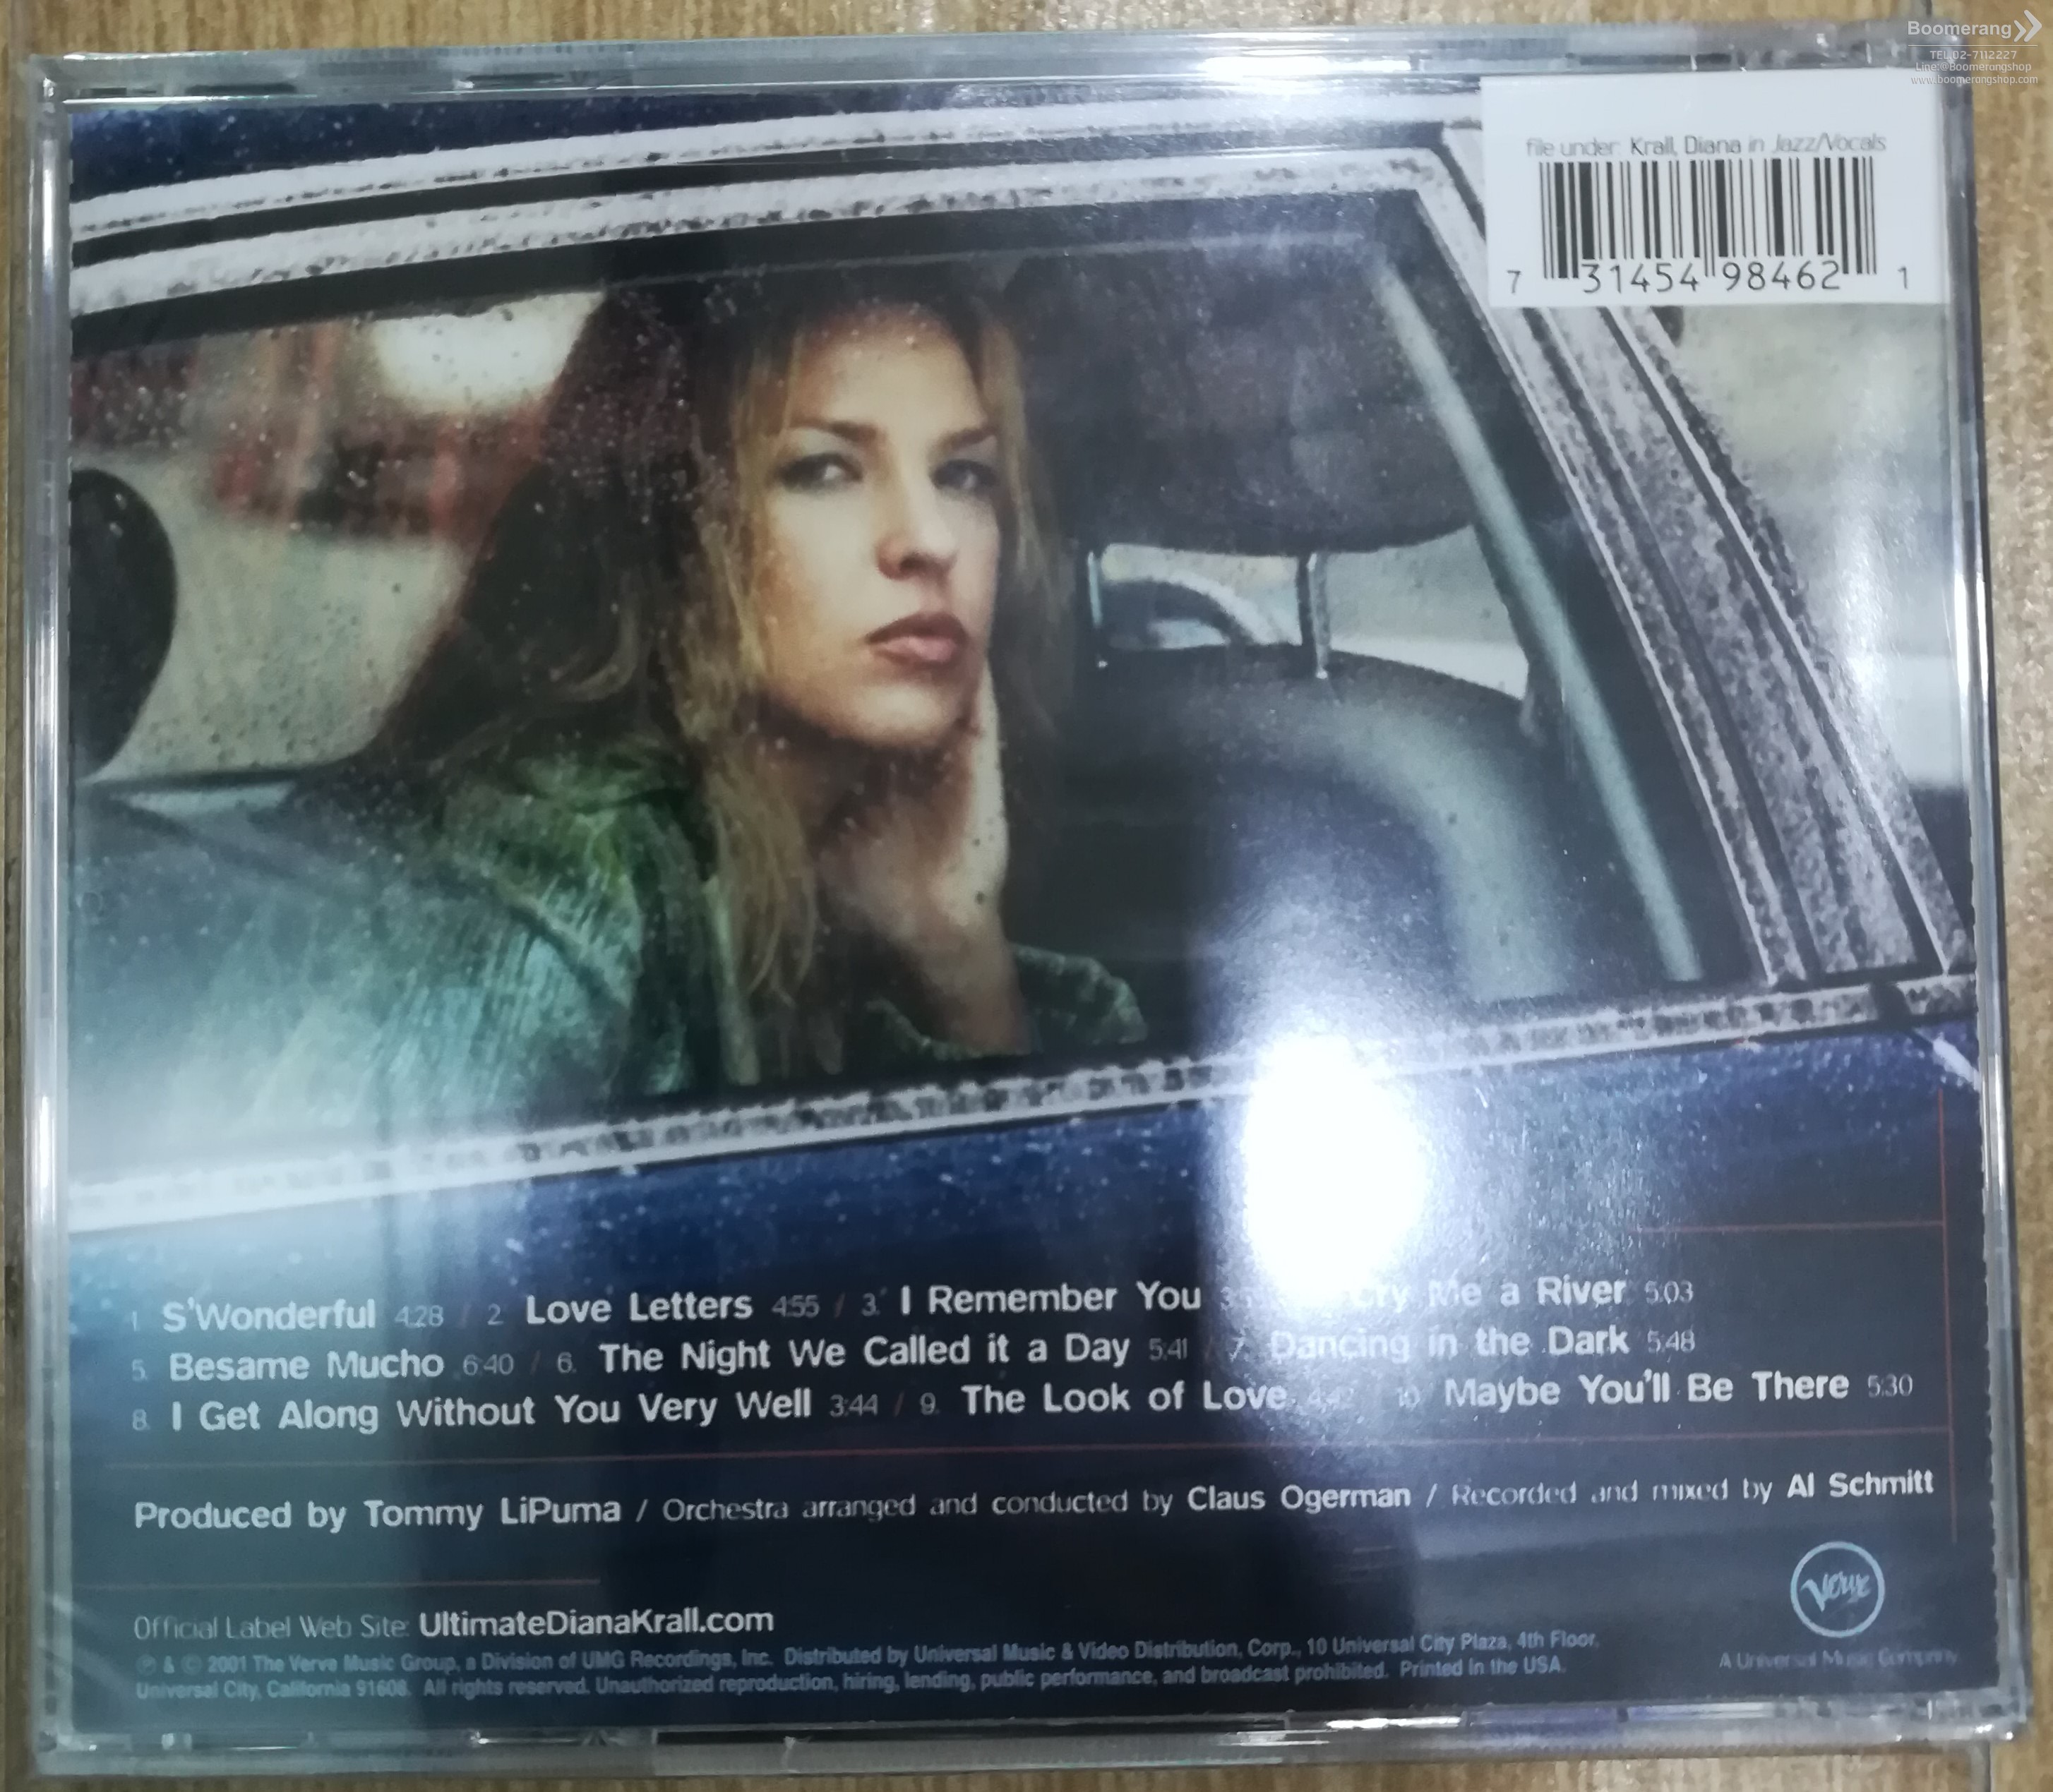 Boomerang
TEL.02-7112227
Line:@Boomerangshop
www.boomerangshop.com
file under: Krall, Diana in Jazz/Vocals
7 31454 98462 1
1. S'Wonderful 4:28 / 2. Love Letters 4:55 / 3. I Remember You Cry Me a River 5:03
5. Besame Mucho 6:40 / 6. The Night We Called it a Day 5:41 / 7. Dancing in the Dark 5:48
8. I Get Along Without You Very Well 3:44 / 9. The Look of Love 10. Maybe You'll Be There 5:30
Produced by Tommy LiPuma / Orchestra arranged and conducted by Claus Ogerman / Recorded and mixed by Al Schmitt
Verve
Official Label Web Site: UltimateDianaKrall.com
℗ & © 2001 The Verve Music Group, a Division of UMG Recordings, Inc. Distributed by Universal Music & Video Distribution, Corp., 10 Universal City Plaza, 4th Floor,
Universal City, California 91608. All rights reserved. Unauthorized reproduction, hiring, lending, public performance, and broadcast prohibited. Printed in the USA.
A Universal Music Company